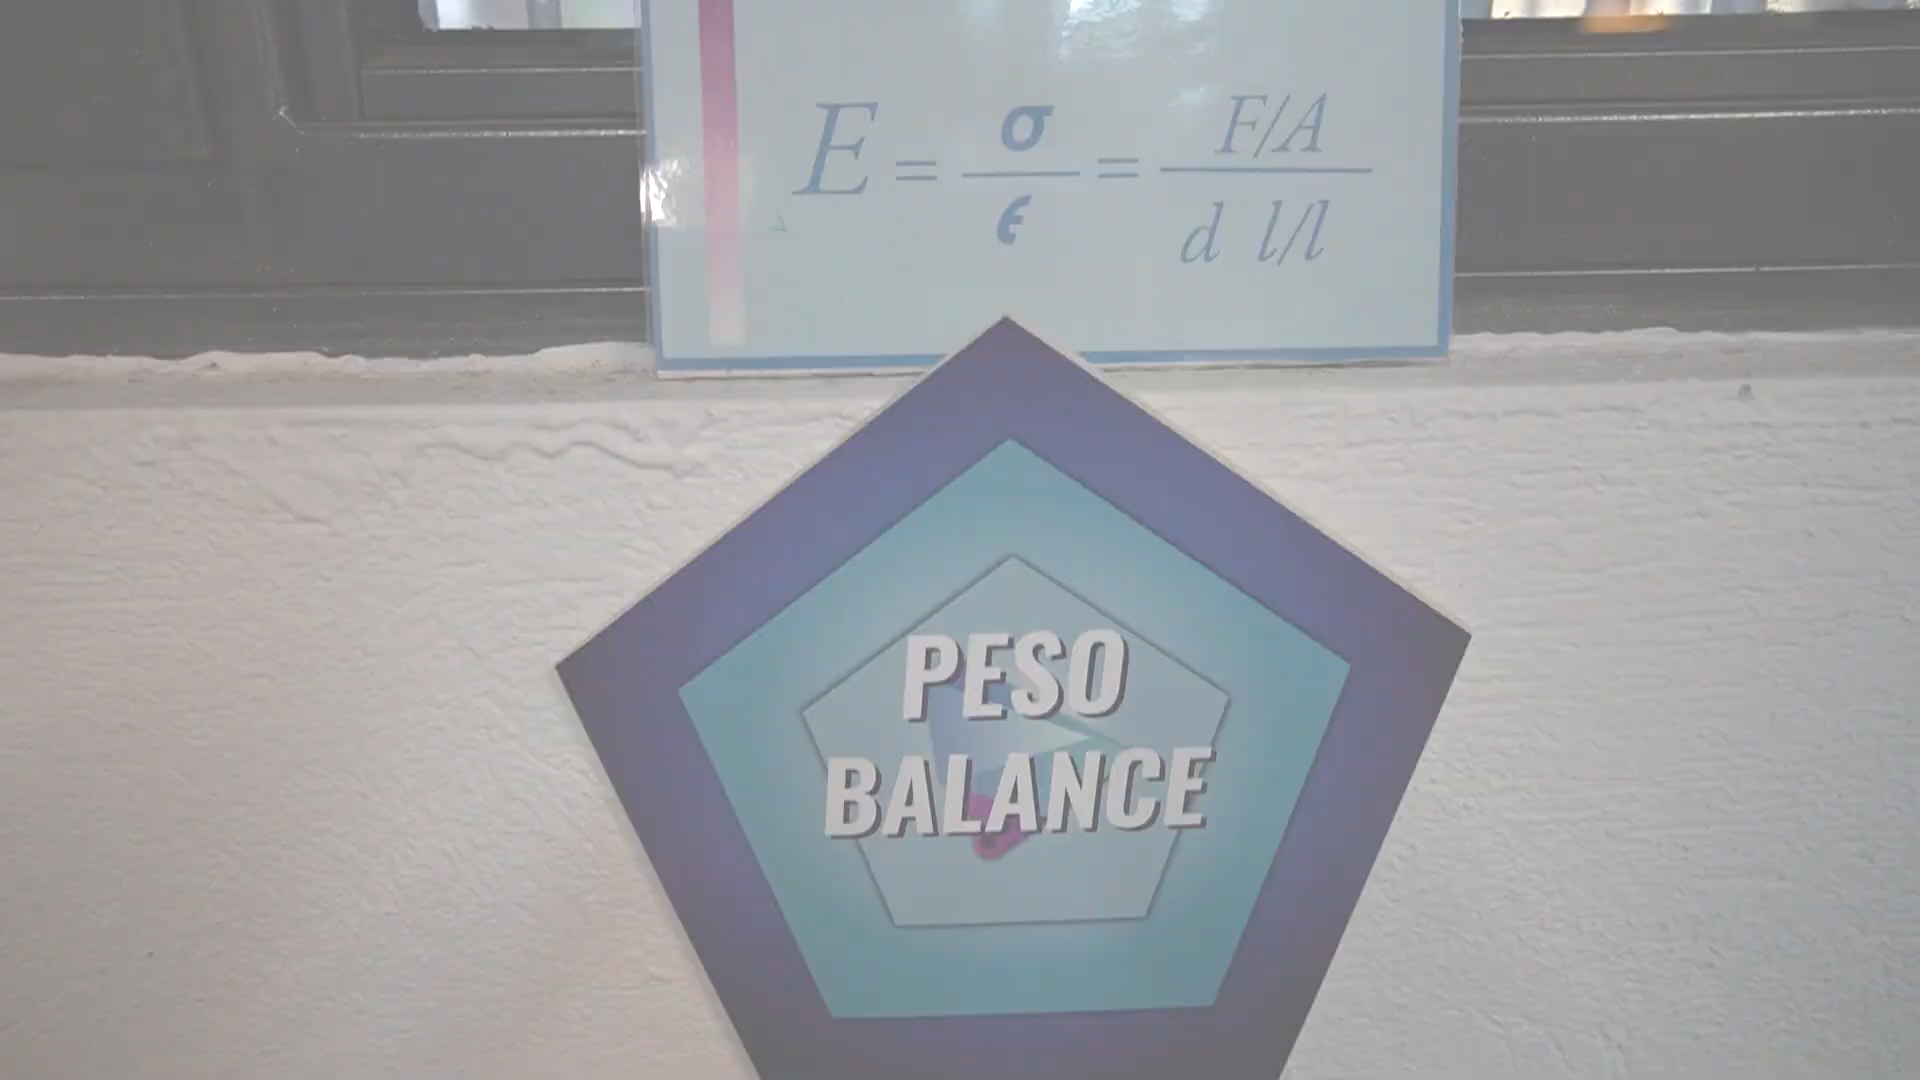 E = σ/ϵ = F/A / d l/l
PESO
BALANCE